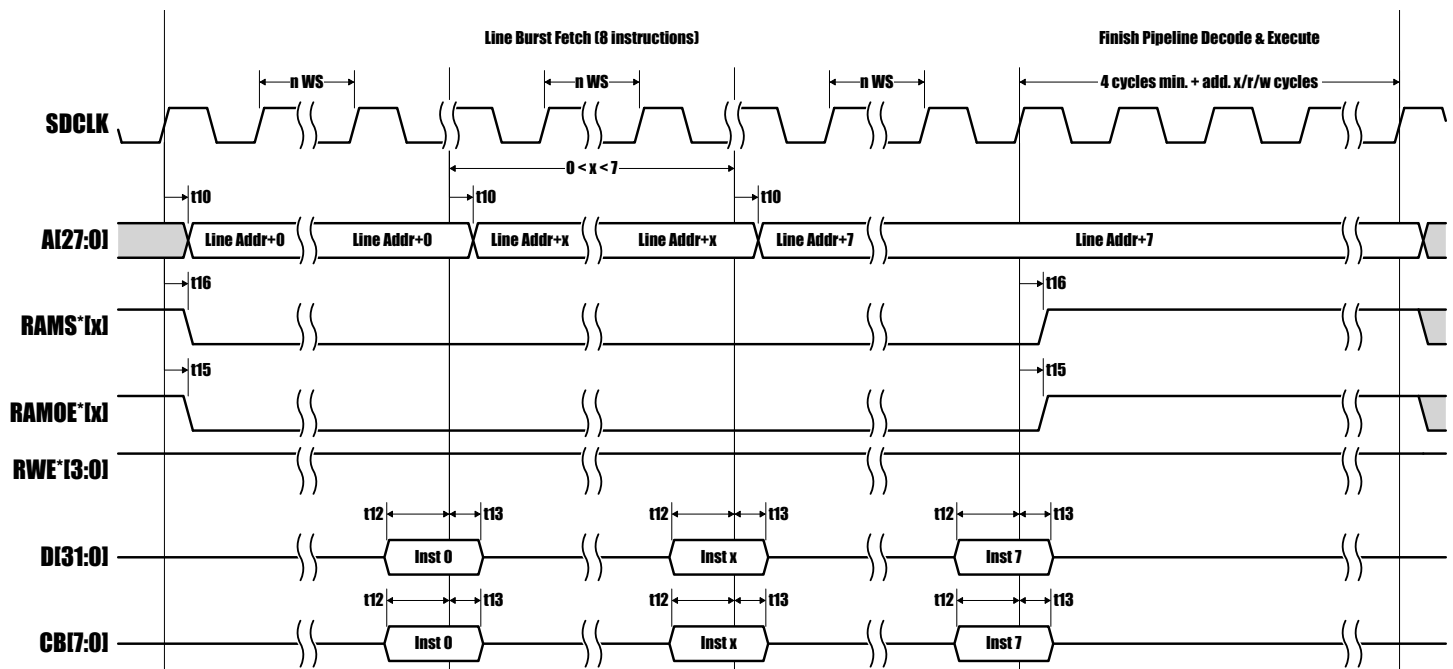 Line Burst Fetch (8 instructions) Finish Pipeline Decode & Execute
n WS n WS n WS 4 cycles min. + add. x/r/w cycles
SDCLK
0 < x < 7
t10 t10 t10
A[27:0] Line Addr+0 Line Addr+0 Line Addr+x Line Addr+x Line Addr+7 Line Addr+7
t16 t16
RAMS*[x]
t15 t15
RAMOE*[x]
RWE*[3:0]
t12 t13 t12 t13 t12 t13
D[31:0] Inst 0 Inst x Inst 7
t12 t13 t12 t13 t12 t13
CB[7:0] Inst 0 Inst x Inst 7